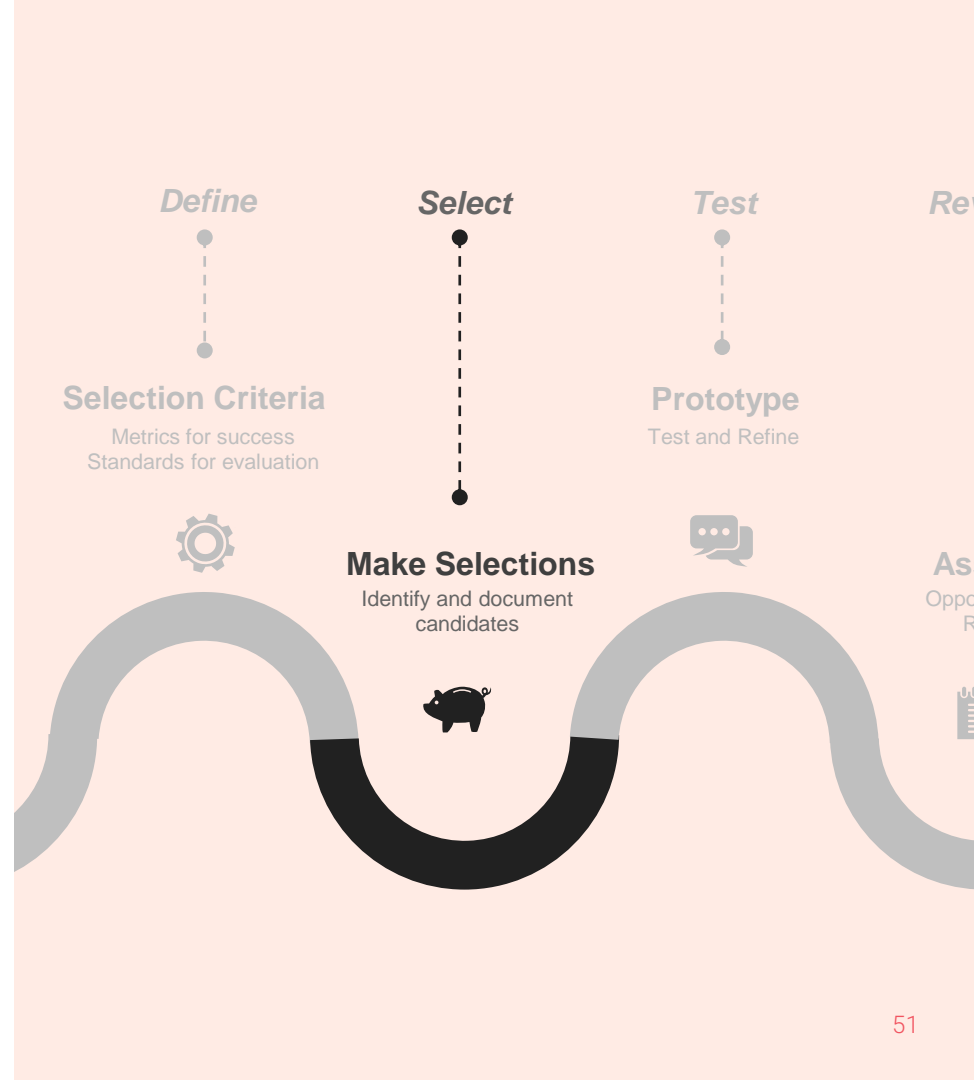 Define
Select
Test
Selection Criteria
Metrics for success
Standards for evaluation
Prototype
Test and Refine
Make Selections
Identify and document
candidates
51